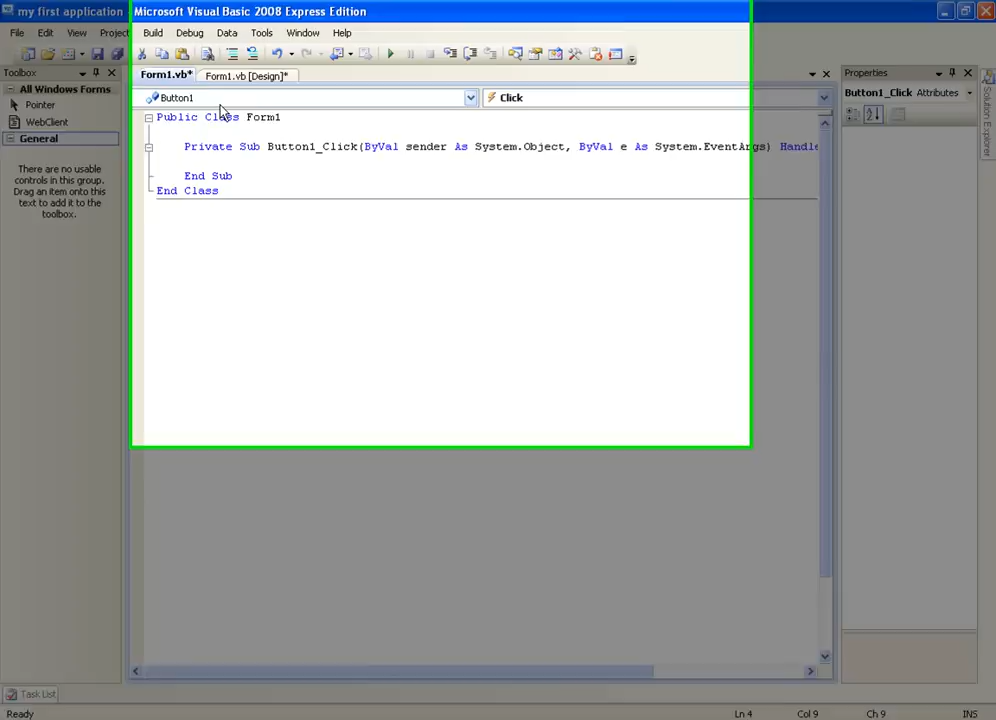 my first application Microsoft Visual Basic 2008 Express Edition
File Edit View Project Build Debug Data Tools Window Help
Toolbox
All Windows Forms
Pointer
WebClient
General
There are no usable
controls in this group.
Drag an item onto this
text to add it to the
toolbox.
Form1.vb* Form1.vb [Design]*
Button1 Click
Public Class Form1
Private Sub Button1_Click(ByVal sender As System.Object, ByVal e As System.EventArgs) Handle
End Sub
End Class
Properties
Button1_Click Attributes
Solution Explorer
Task List
Ready Ln 4 Col 9 Ch 9 INS